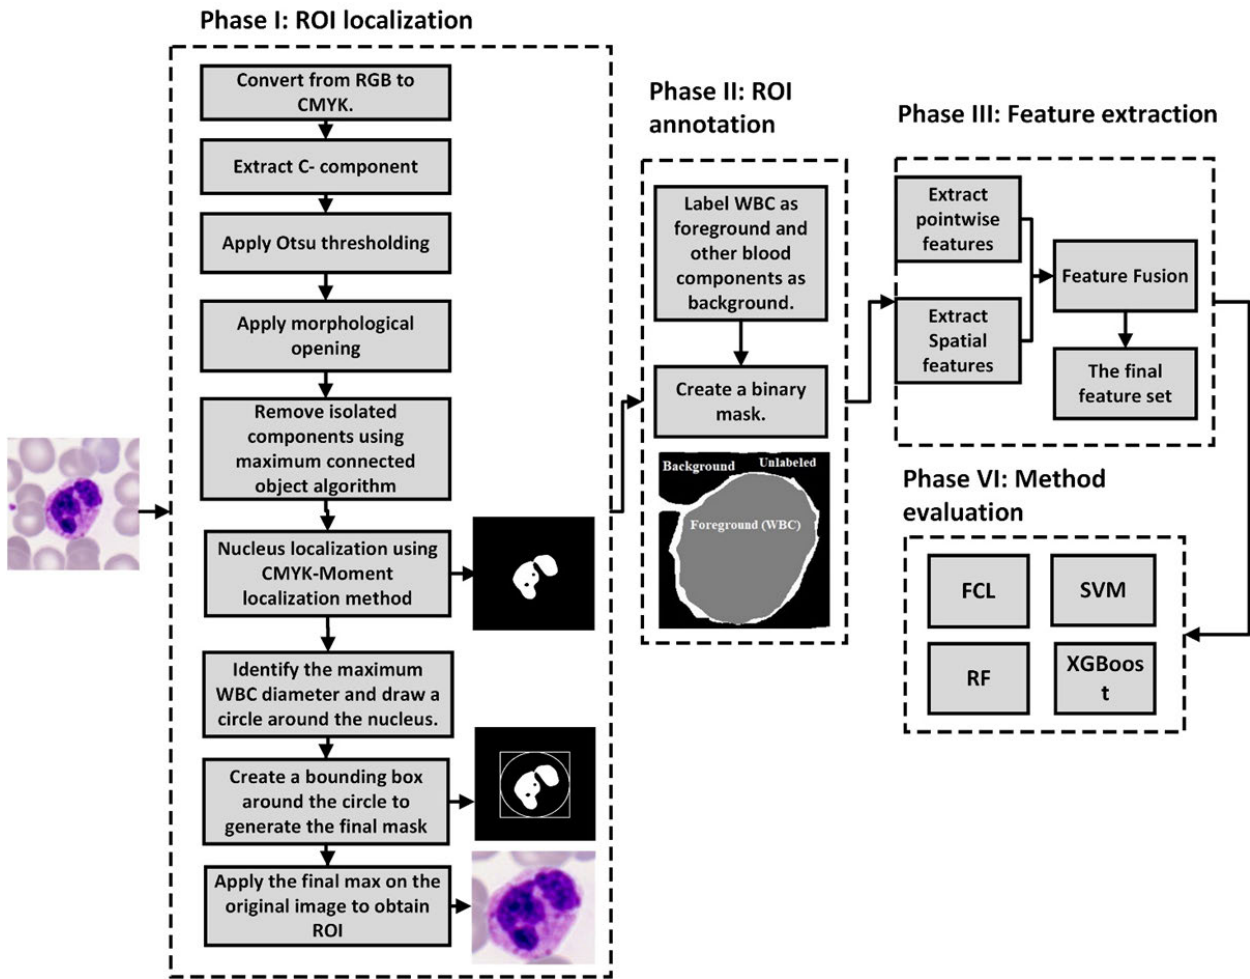 Phase I: ROI localization
Convert from RGB to
CMYK.
Extract C- component
Apply Otsu thresholding
Apply morphological
opening
Remove isolated
components using
maximum connected
object algorithm
Nucleus localization using
CMYK-Moment
localization method
Identify the maximum
WBC diameter and draw a
circle around the nucleus.
Create a bounding box
around the circle to
generate the final mask
Apply the final max on the
original image to obtain
ROI
Phase II: ROI
annotation
Label WBC as
foreground and
other blood
components as
background.
Create a binary
mask.
Background
Unlabeled
Foreground (WBC)
Phase III: Feature extraction
Extract
pointwise
features
Extract
Spatial
features
Feature Fusion
The final
feature set
Phase VI: Method
evaluation
FCL
SVM
RF
XGBoos
t